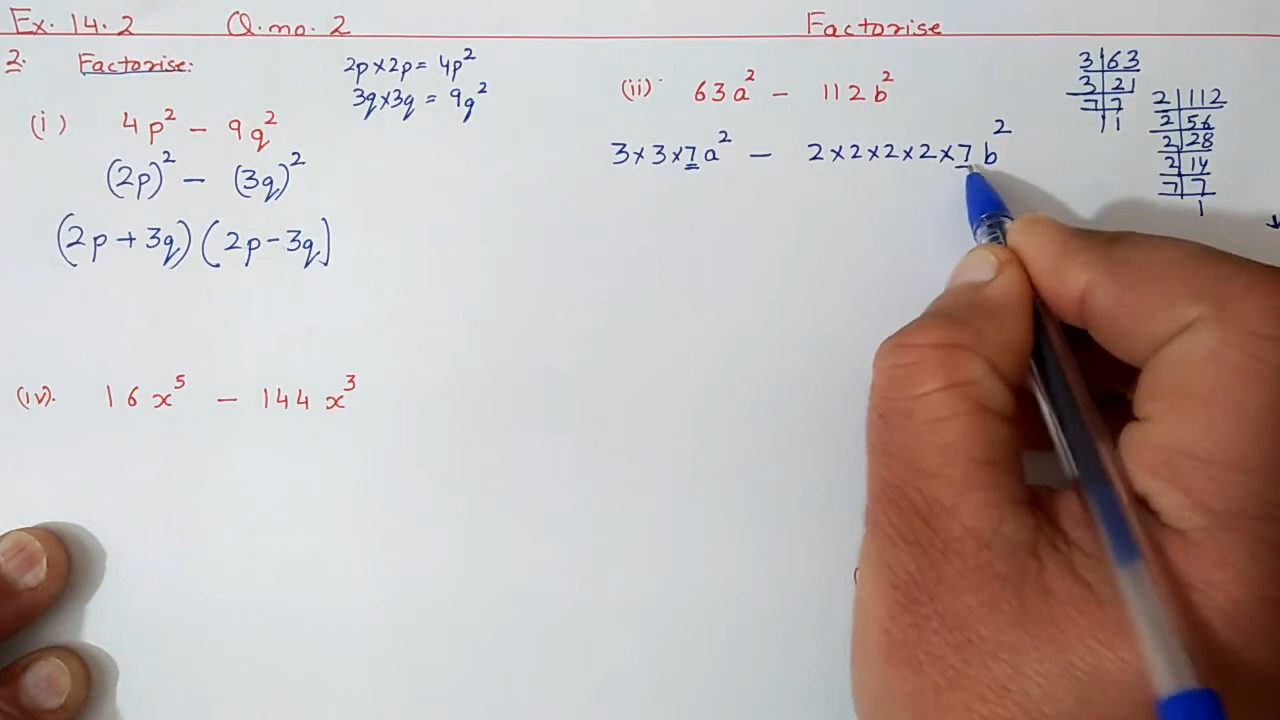 Ex. 14.2 Q.no. 2 Factorise
2. Factorise:
2p×2p = 4p²
3q×3q = 9q²
(i) 4p² - 9q²
(2p)² - (3q)²
(2p+3q) (2p-3q)
(ii) 63a² - 112b²
3×3×7a² - 2×2×2×2×7b²
3|63
3|21
7|7
|1
2|112
2|56
2|28
2|14
7|7
1
(iv). 16x⁵ - 144x³